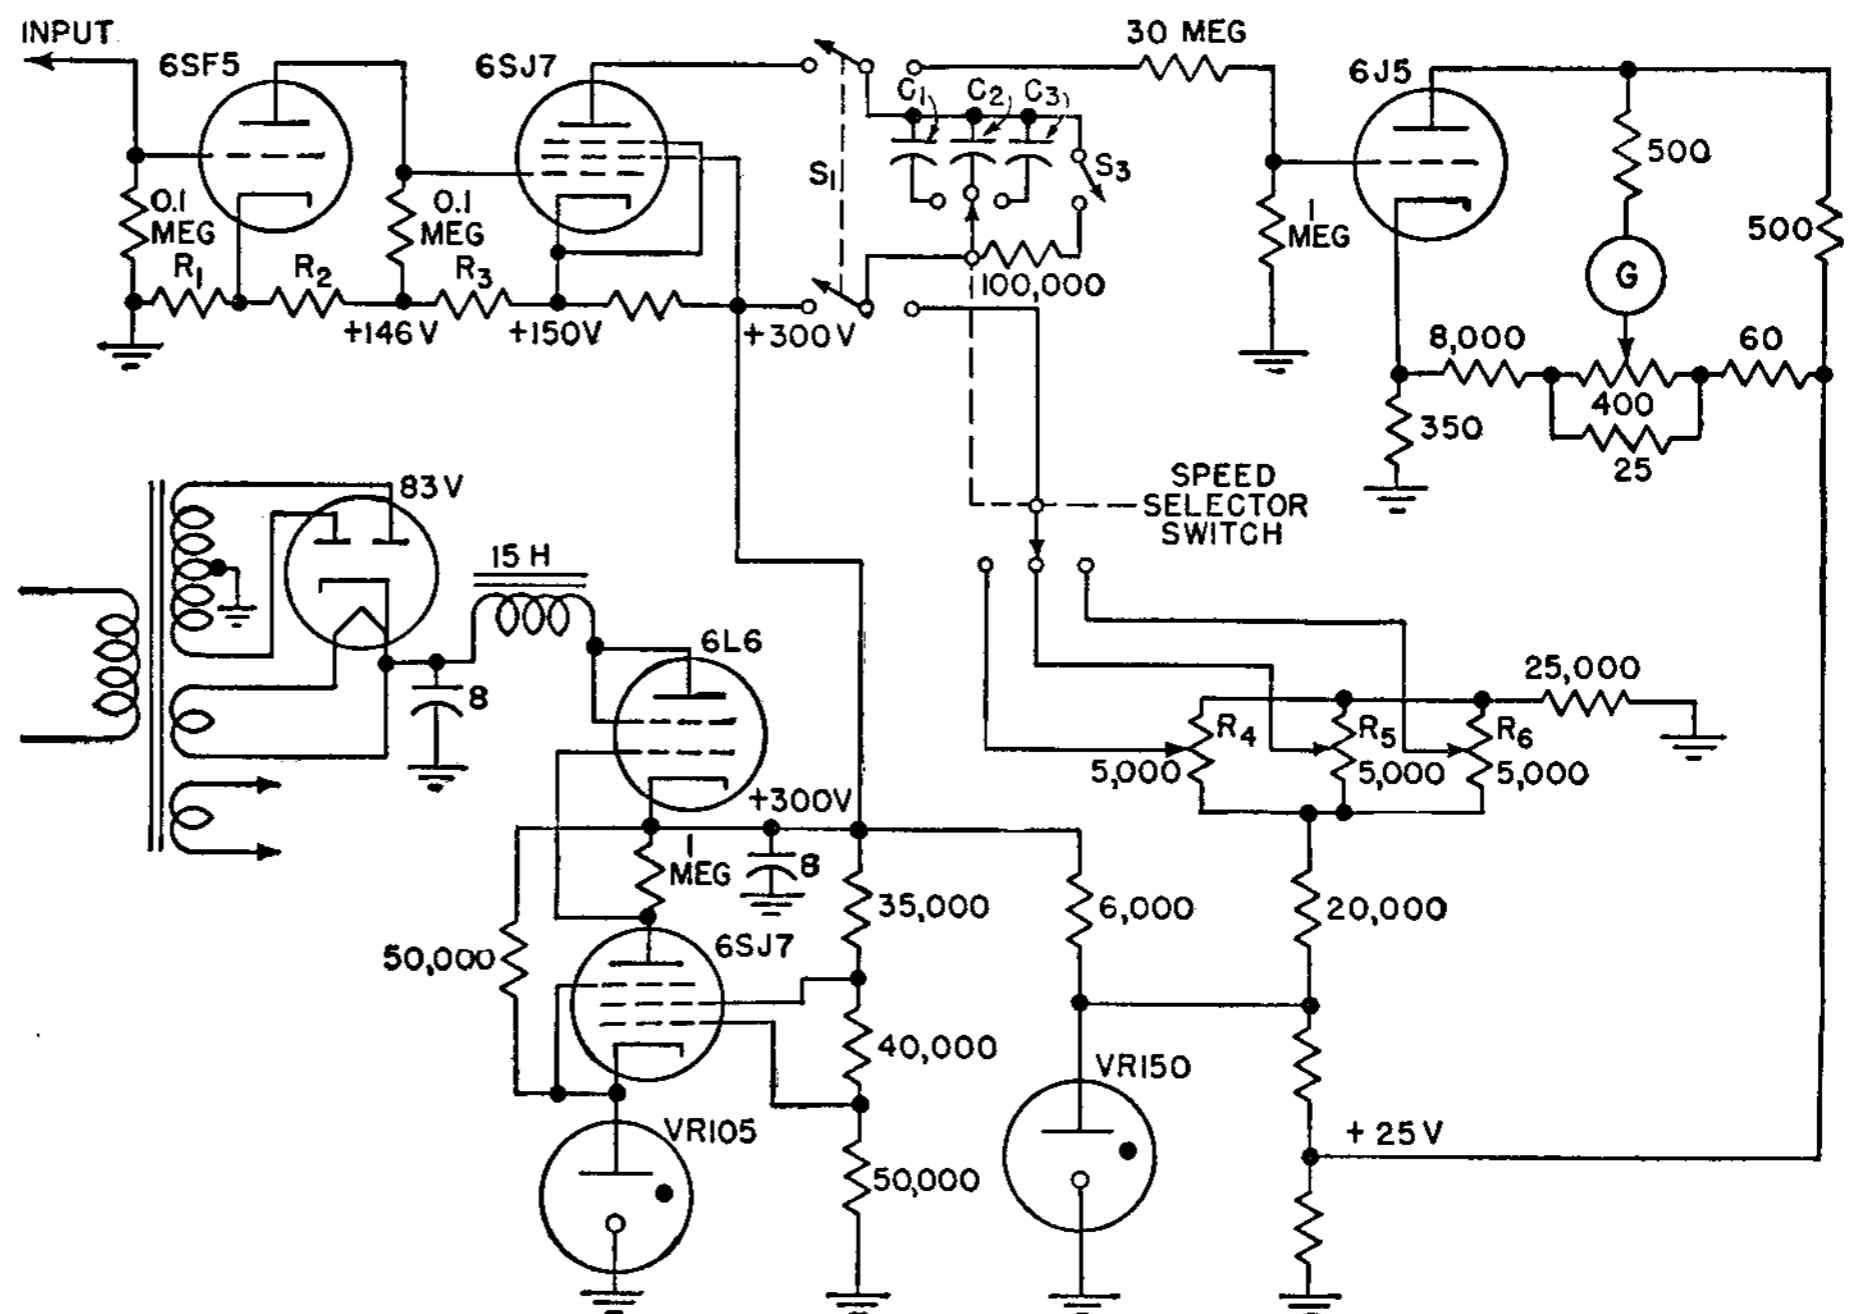 INPUT
6SF5
6SJ7
30 MEG
6J5
C1
C2
C3
S1
S3
500
0.1
MEG
0.1
MEG
1
MEG
500
R1
R2
R3
100,000
G
+146V
+150V
+300V
8,000
60
400
350
25
83V
SPEED
SELECTOR
SWITCH
15 H
6L6
25,000
8
R4
R5
R6
5,000
5,000
5,000
+300V
1
MEG
8
35,000
6,000
20,000
50,000
6SJ7
40,000
VR150
VR105
+25V
50,000